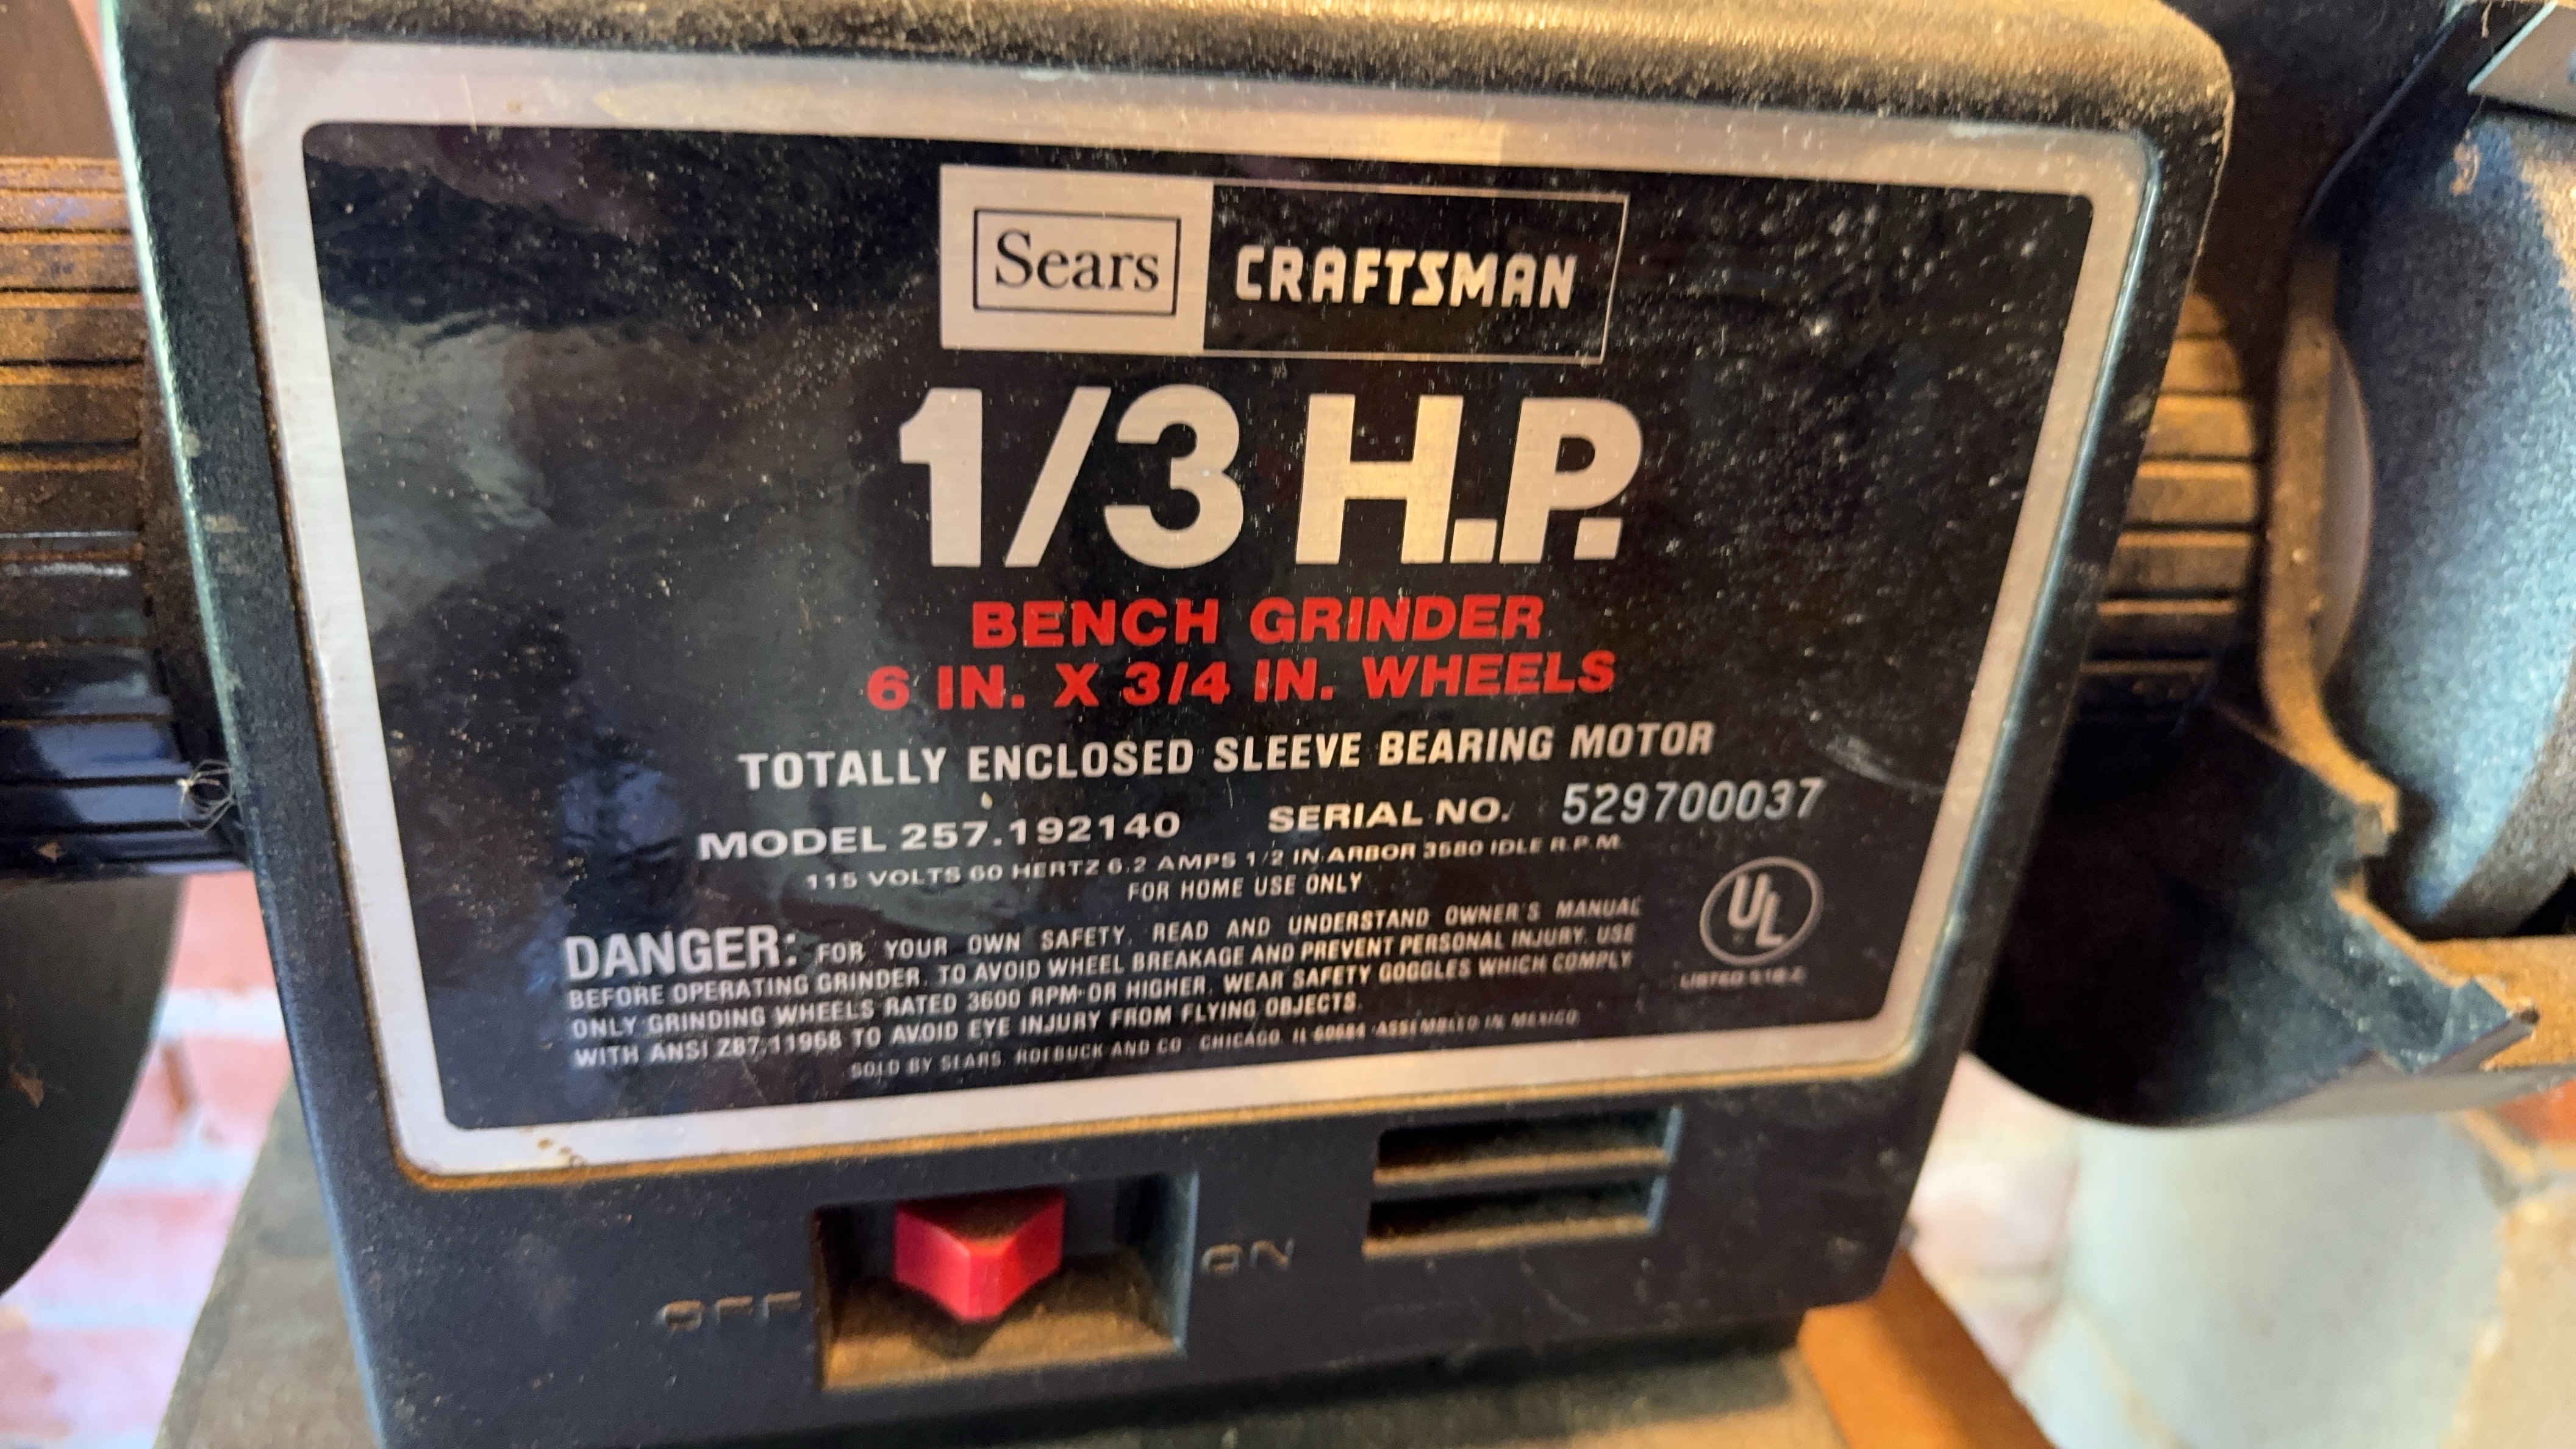 Sears CRAFTSMAN
1/3 H.P.
BENCH GRINDER
6 IN. X 3/4 IN. WHEELS
TOTALLY ENCLOSED SLEEVE BEARING MOTOR
MODEL 257.192140 SERIAL NO. 529700037
115 VOLTS 60 HERTZ 6.2 AMPS 1/2 IN. ARBOR 3580 IDLE R.P.M.
FOR HOME USE ONLY
DANGER: FOR YOUR OWN SAFETY, READ AND UNDERSTAND OWNER'S MANUAL
BEFORE OPERATING GRINDER. TO AVOID WHEEL BREAKAGE AND PREVENT PERSONAL INJURY, USE
ONLY GRINDING WHEELS RATED 3600 RPM OR HIGHER. WEAR SAFETY GOGGLES WHICH COMPLY
WITH ANSI Z87.11968 TO AVOID EYE INJURY FROM FLYING OBJECTS.
SOLD BY SEARS, ROEBUCK AND CO. CHICAGO, IL 60684 ASSEMBLED IN MEXICO
UL
LISTED
OFF
ON